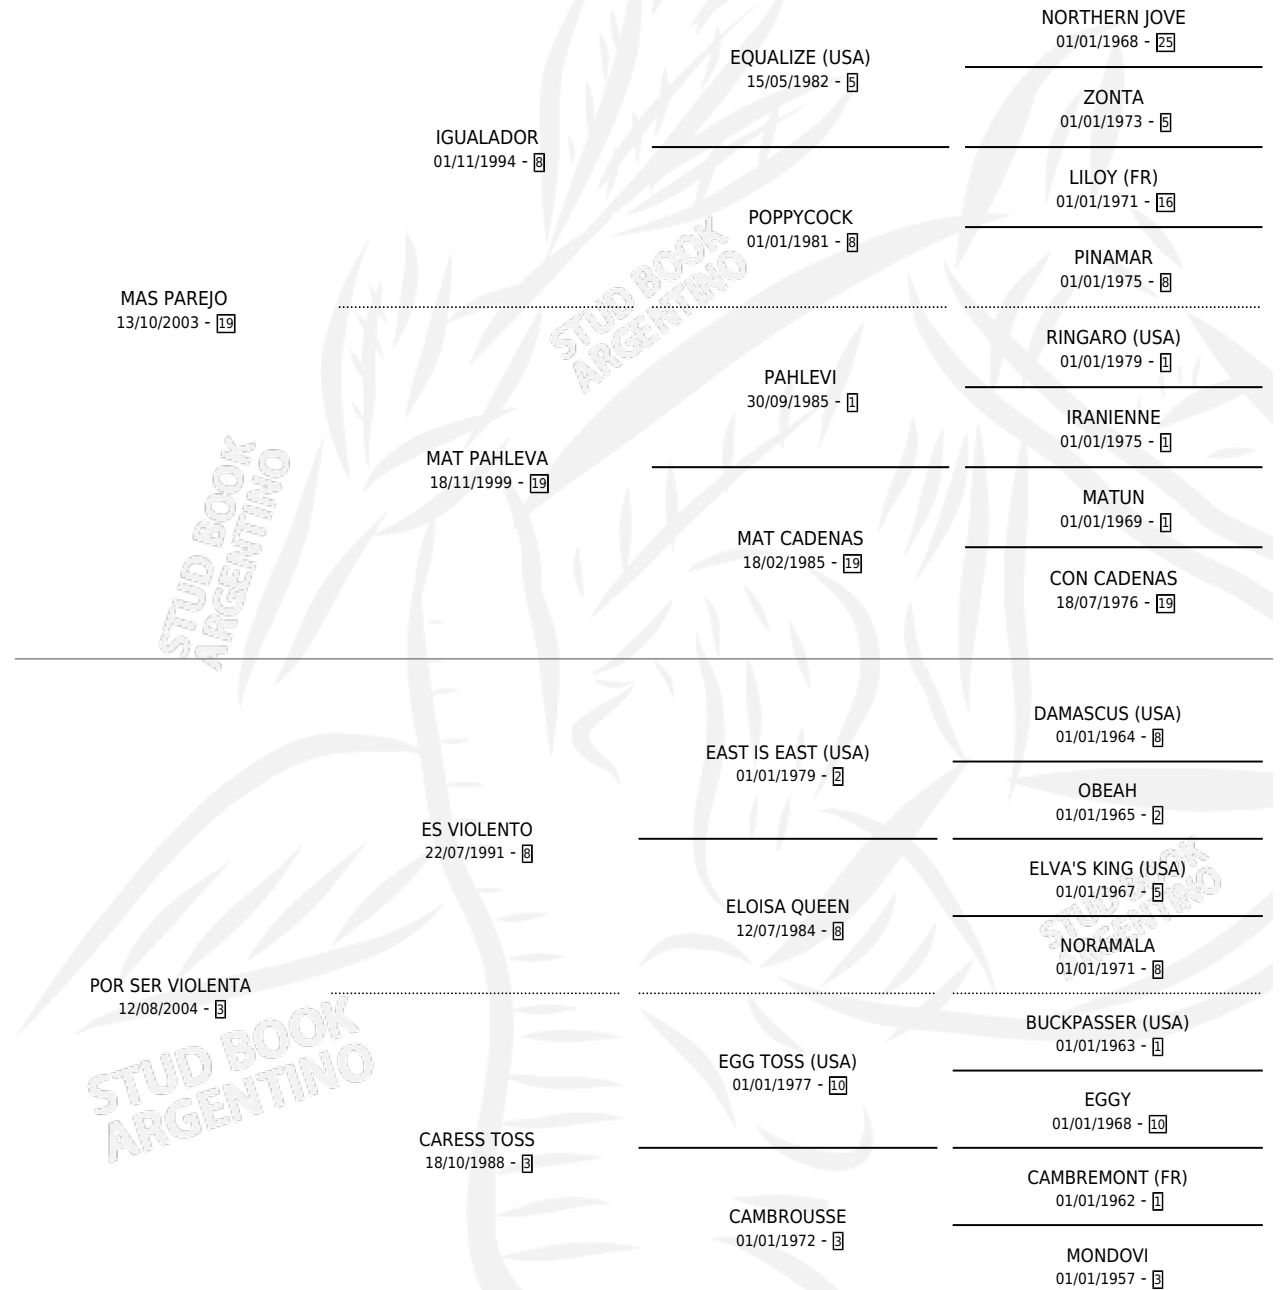 NORTHERN JOVE
01/01/1968 - 25
EQUALIZE (USA)
15/05/1982 - 5
ZONTA
01/01/1973 - 5
IGUALADOR
01/11/1994 - 8
LILOY (FR)
01/01/1971 - 16
POPPYCOCK
01/01/1981 - 8
PINAMAR
01/01/1975 - 8
MAS PAREJO
13/10/2003 - 19
STUD BOOK
ARGENTINO
RINGARO (USA)
01/01/1979 - 1
PAHLEVI
30/09/1985 - 1
IRANIENNE
01/01/1975 - 1
MAT PAHLEVA
18/11/1999 - 19
MATUN
01/01/1969 - 1
MAT CADENAS
18/02/1985 - 19
CON CADENAS
18/07/1976 - 19
STUD BOOK
ARGENTINO
DAMASCUS (USA)
01/01/1964 - 8
EAST IS EAST (USA)
01/01/1979 - 2
OBEAH
01/01/1965 - 2
ES VIOLENTO
22/07/1991 - 8
ELVA'S KING (USA)
01/01/1967 - 5
ELOISA QUEEN
12/07/1984 - 8
STUD BOOK
ARGENTINO
NORAMALA
01/01/1971 - 8
POR SER VIOLENTA
12/08/2004 - 3
STUD BOOK
ARGENTINO
BUCKPASSER (USA)
01/01/1963 - 1
EGG TOSS (USA)
01/01/1977 - 10
EGGY
01/01/1968 - 10
CARESS TOSS
18/10/1988 - 3
CAMBREMONT (FR)
01/01/1962 - 1
CAMBROUSSE
01/01/1972 - 3
MONDOVI
01/01/1957 - 3